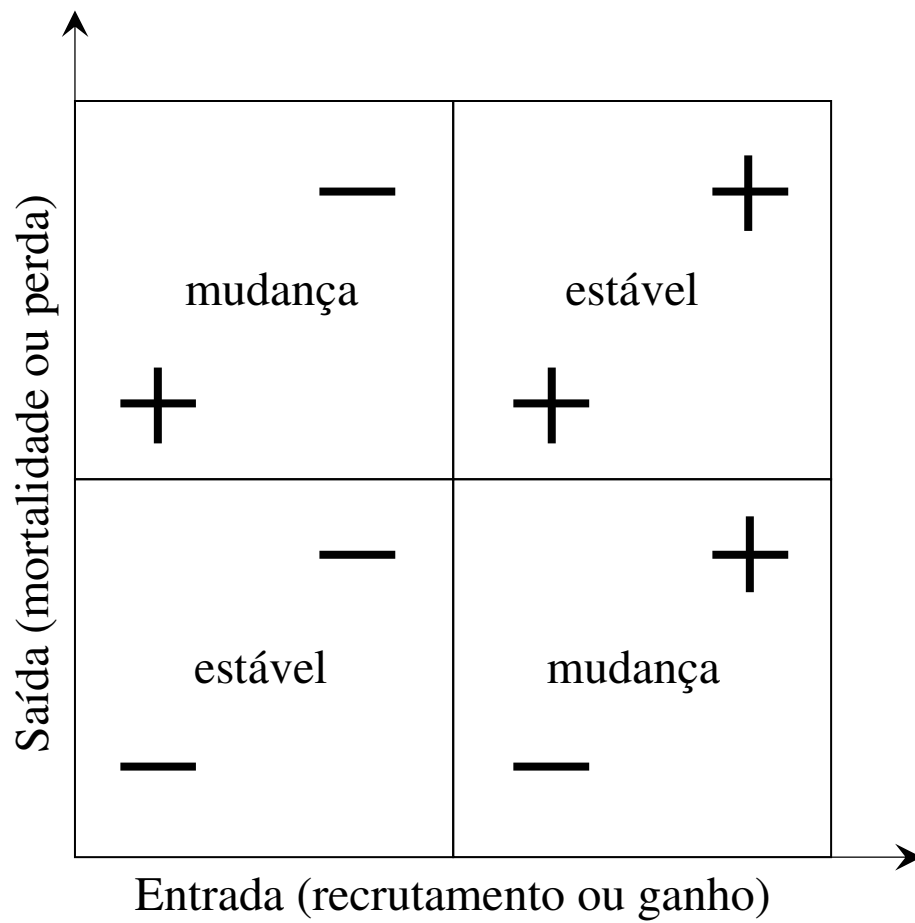 mudança
estável
estável
mudança
Saída (mortalidade ou perda)
Entrada (recrutamento ou ganho)